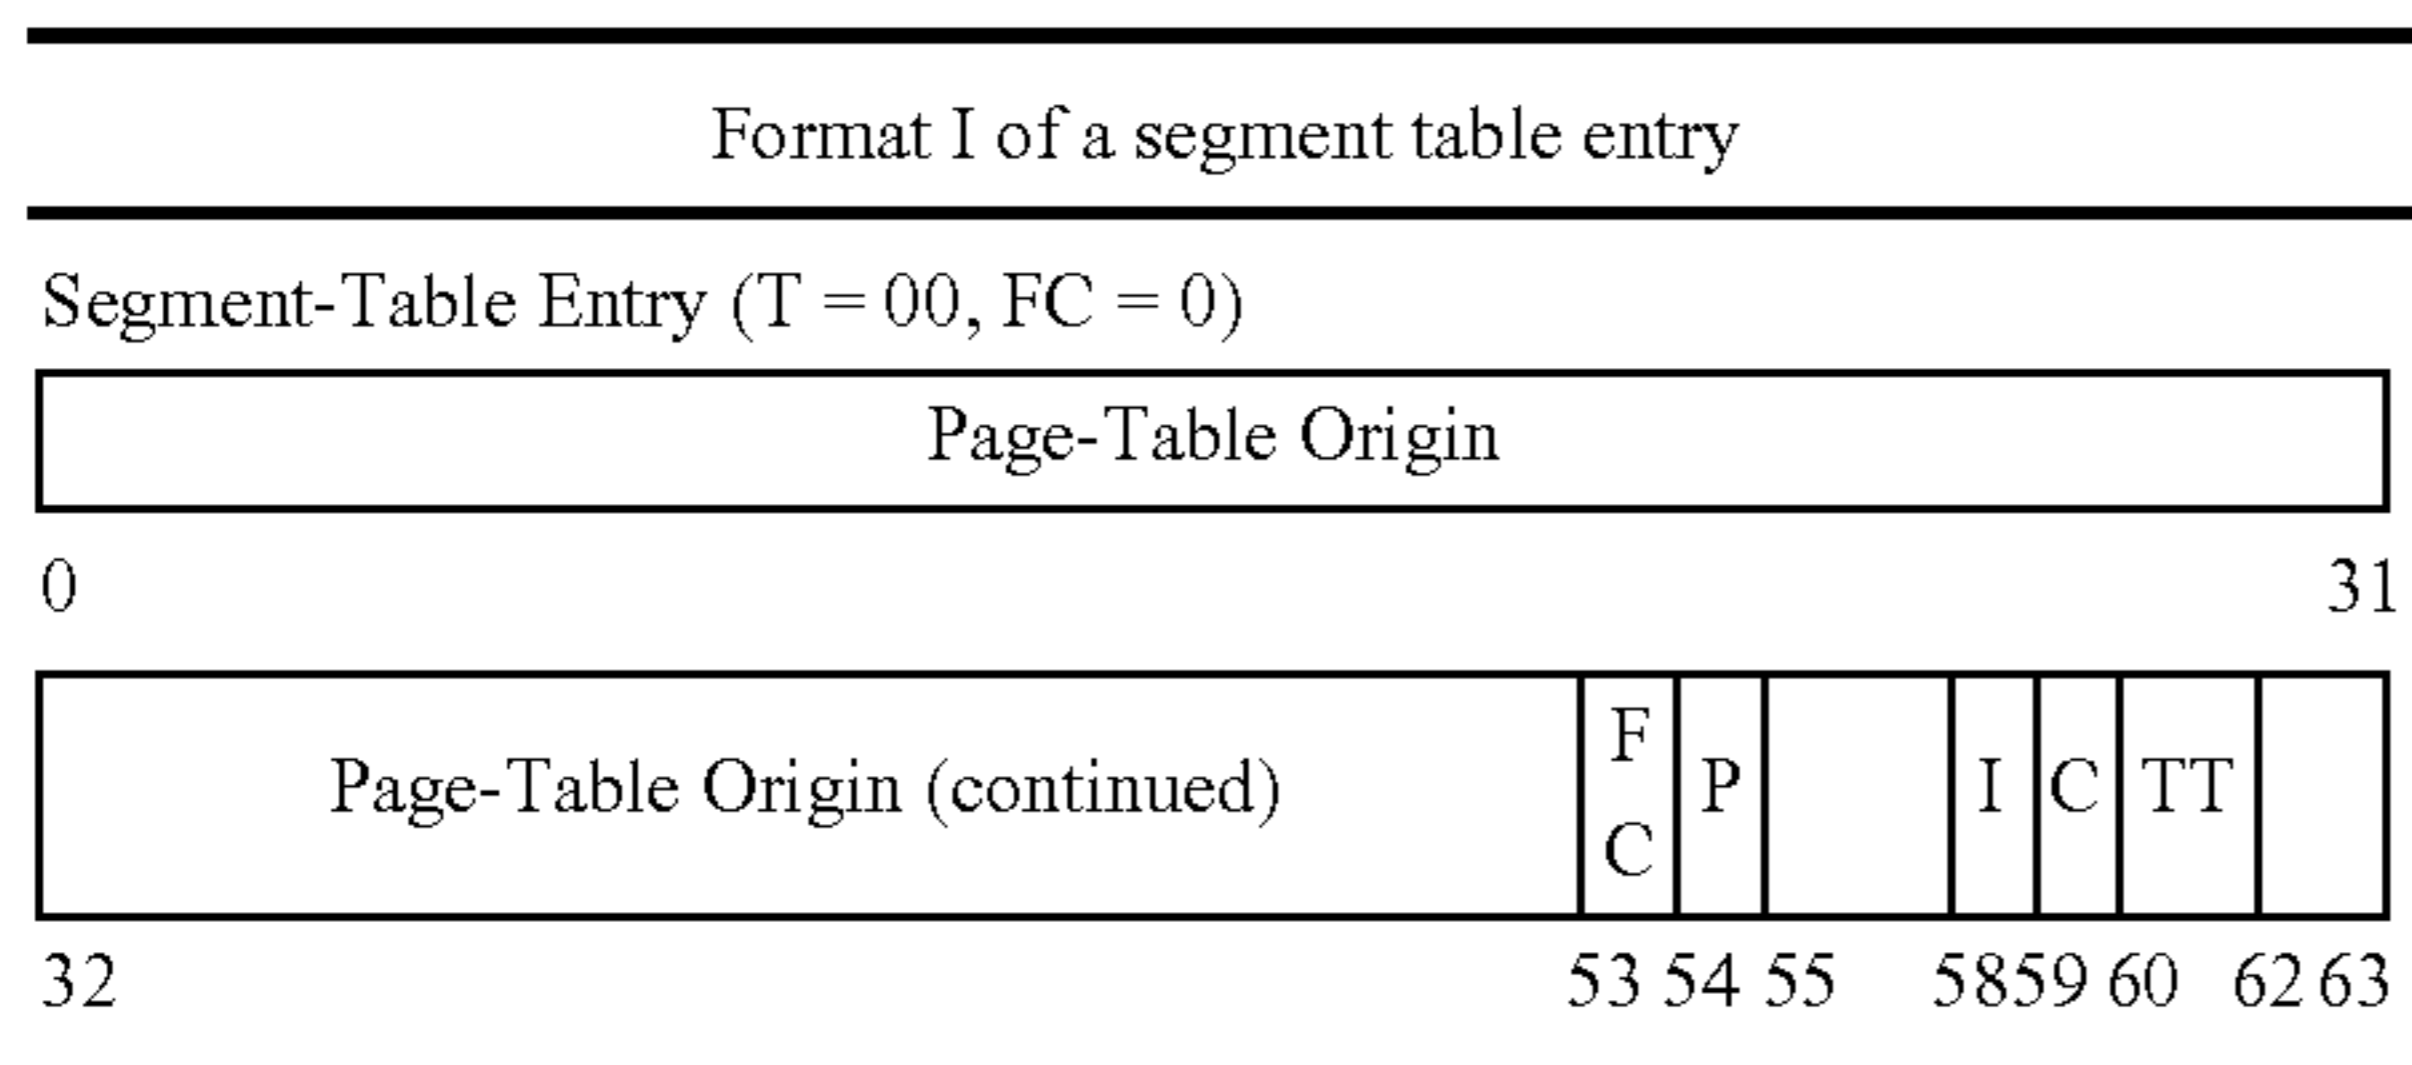 Format I of a segment table entry
Segment-Table Entry (T = 00, FC = 0)
Page-Table Origin
0 31
Page-Table Origin (continued) F C P I C TT
32 53 54 55 58 59 60 62 63